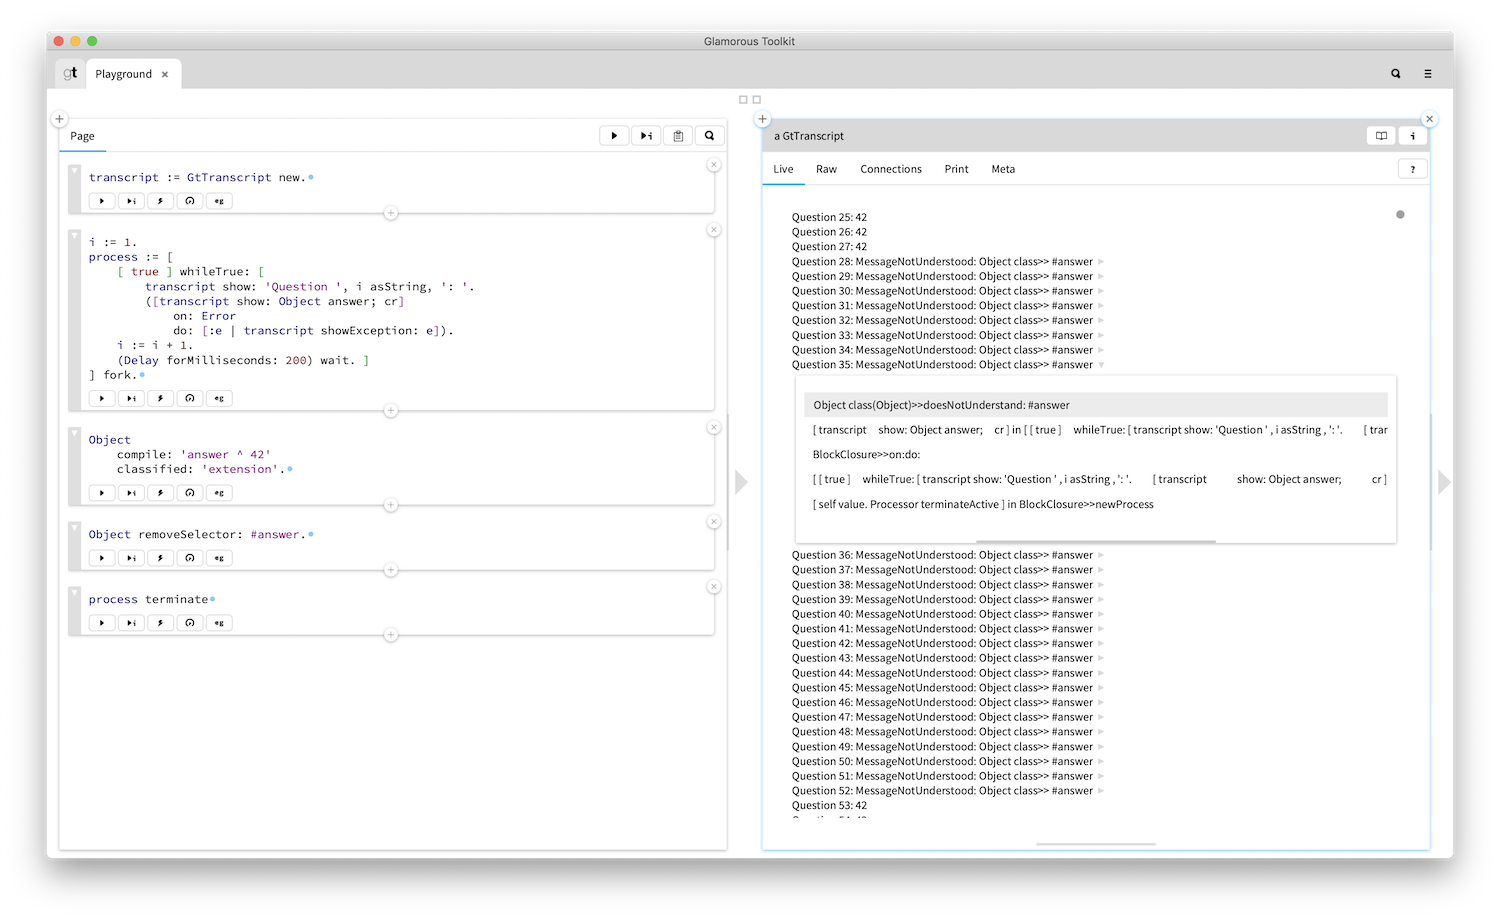 Glamorous Toolkit
gt
Playground
Page
transcript := GtTranscript new.
eg
i := 1.
process := [
[ true ] whileTrue: [
transcript show: 'Question ', i asString, ': '.
([transcript show: Object answer; cr]
on: Error
do: [:e | transcript showException: e]).
i := i + 1.
(Delay forMilliseconds: 200) wait. ]
] fork.
eg
Object
compile: 'answer ^ 42'
classified: 'extension'.
eg
Object removeSelector: #answer.
eg
process terminate
eg
a GtTranscript
i
Live Raw Connections Print Meta
?
Question 25: 42
Question 26: 42
Question 27: 42
Question 28: MessageNotUnderstood: Object class>> #answer
Question 29: MessageNotUnderstood: Object class>> #answer
Question 30: MessageNotUnderstood: Object class>> #answer
Question 31: MessageNotUnderstood: Object class>> #answer
Question 32: MessageNotUnderstood: Object class>> #answer
Question 33: MessageNotUnderstood: Object class>> #answer
Question 34: MessageNotUnderstood: Object class>> #answer
Question 35: MessageNotUnderstood: Object class>> #answer
Object class(Object)>>doesNotUnderstand: #answer
[ transcript show: Object answer; cr ] in [ [ true ] whileTrue: [ transcript show: 'Question ' , i asString , ': '. [ tran
BlockClosure>>on:do:
[ [ true ] whileTrue: [ transcript show: 'Question ' , i asString , ': '. [ transcript show: Object answer; cr ]
[ self value. Processor terminateActive ] in BlockClosure>>newProcess
Question 36: MessageNotUnderstood: Object class>> #answer
Question 37: MessageNotUnderstood: Object class>> #answer
Question 38: MessageNotUnderstood: Object class>> #answer
Question 39: MessageNotUnderstood: Object class>> #answer
Question 40: MessageNotUnderstood: Object class>> #answer
Question 41: MessageNotUnderstood: Object class>> #answer
Question 42: MessageNotUnderstood: Object class>> #answer
Question 43: MessageNotUnderstood: Object class>> #answer
Question 44: MessageNotUnderstood: Object class>> #answer
Question 45: MessageNotUnderstood: Object class>> #answer
Question 46: MessageNotUnderstood: Object class>> #answer
Question 47: MessageNotUnderstood: Object class>> #answer
Question 48: MessageNotUnderstood: Object class>> #answer
Question 49: MessageNotUnderstood: Object class>> #answer
Question 50: MessageNotUnderstood: Object class>> #answer
Question 51: MessageNotUnderstood: Object class>> #answer
Question 52: MessageNotUnderstood: Object class>> #answer
Question 53: 42